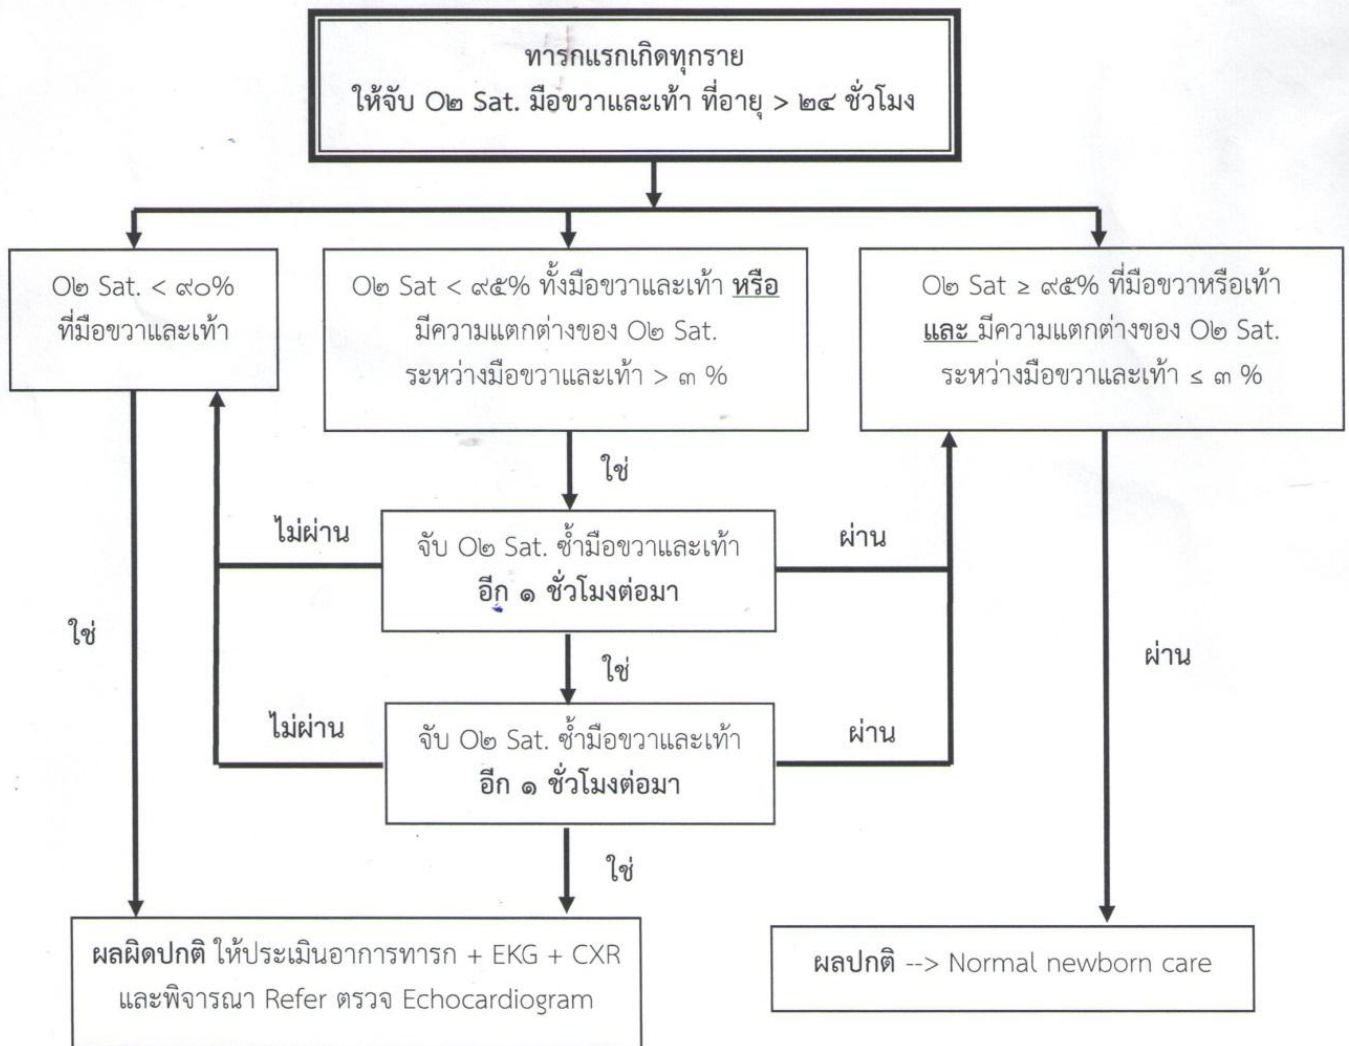 ทารกแรกเกิดทุกราย
ให้จับ O๒ Sat. มือขวาและเท้า ที่อายุ > ๒๔ ชั่วโมง
O๒ Sat. < ๙๐%
ที่มือขวาและเท้า
O๒ Sat < ๙๕% ทั้งมือขวาและเท้า หรือ
มีความแตกต่างของ O๒ Sat.
ระหว่างมือขวาและเท้า > ๓ %
O๒ Sat ≥ ๙๕% ที่มือขวาหรือเท้า
และ มีความแตกต่างของ O๒ Sat.
ระหว่างมือขวาและเท้า ≤ ๓ %
ใช่
ไม่ผ่าน
จับ O๒ Sat. ซ้ำมือขวาและเท้า
อีก ๑ ชั่วโมงต่อมา
ผ่าน
ใช่
ใช่
ผ่าน
ไม่ผ่าน
จับ O๒ Sat. ซ้ำมือขวาและเท้า
อีก ๑ ชั่วโมงต่อมา
ผ่าน
ใช่
ผลผิดปกติ ให้ประเมินอาการทารก + EKG + CXR
และพิจารณา Refer ตรวจ Echocardiogram
ผลปกติ --> Normal newborn care